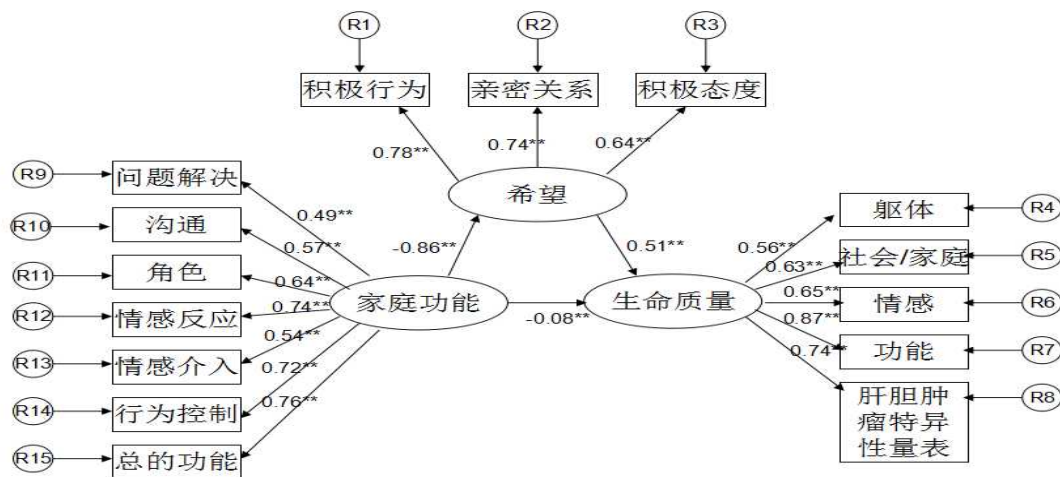 R1
R2
R3
积极行为
亲密关系
积极态度
0.78**
0.74**
0.64**
希望
R9
问题解决
R10
沟通
R11
角色
R12
情感反应
R13
情感介入
R14
行为控制
R15
总的功能
0.49**
0.57**
0.64**
0.74**
0.54**
0.72**
0.76**
-0.86**
0.51**
家庭功能
-0.08**
生命质量
0.56**
0.63**
0.65**
0.87**
0.74**
躯体
R4
社会/家庭
R5
情感
R6
功能
R7
肝胆肿
瘤特异
性量表
R8